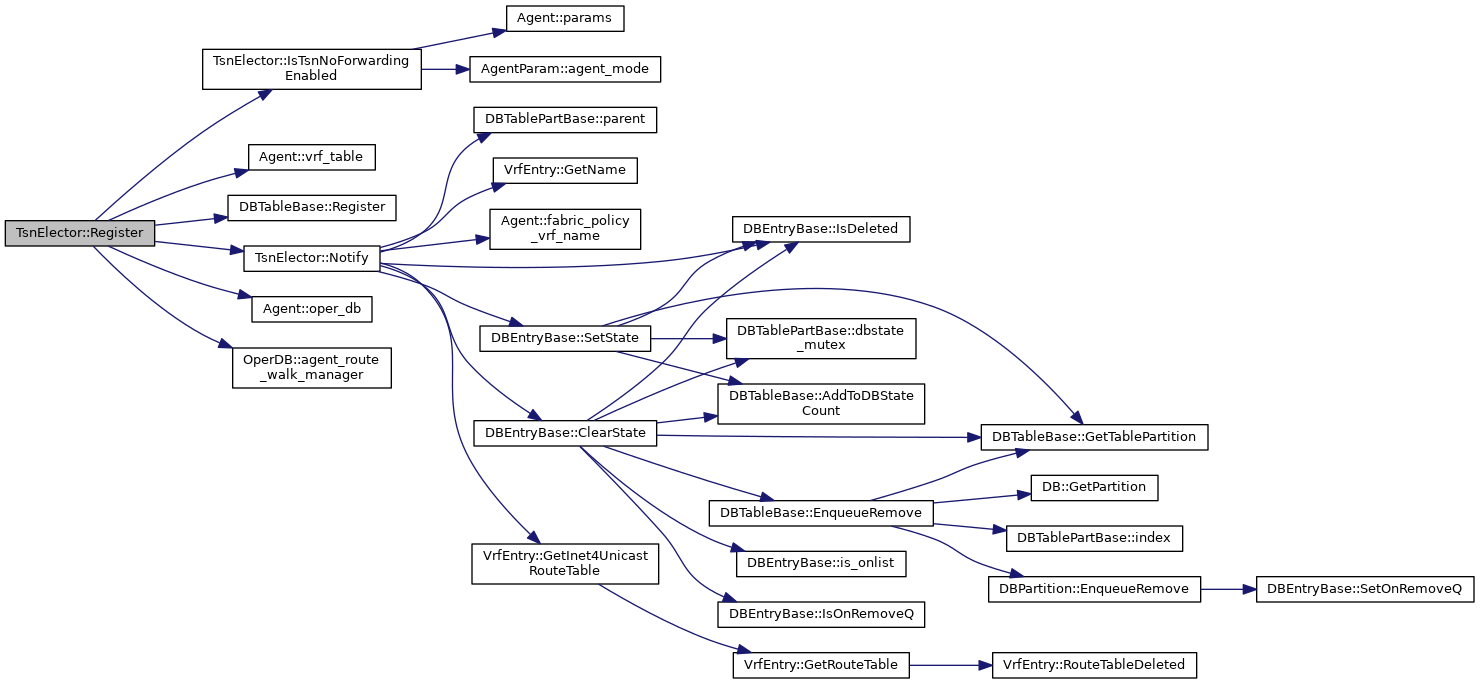 Agent::params
TsnElector::IsTsnNoForwarding
Enabled
AgentParam::agent_mode
DBTablePartBase::parent
Agent::vrf_table
VrfEntry::GetName
DBTableBase::Register
Agent::fabric_policy
_vrf_name
DBEntryBase::IsDeleted
TsnElector::Register
TsnElector::Notify
Agent::oper_db
DBEntryBase::SetState
DBTablePartBase::dbstate
_mutex
OperDB::agent_route
_walk_manager
DBTableBase::AddToDBState
Count
DBEntryBase::ClearState
DBTableBase::GetTablePartition
DB::GetPartition
DBTableBase::EnqueueRemove
DBTablePartBase::index
VrfEntry::GetInet4Unicast
RouteTable
DBEntryBase::is_onlist
DBPartition::EnqueueRemove
DBEntryBase::SetOnRemoveQ
DBEntryBase::IsOnRemoveQ
VrfEntry::GetRouteTable
VrfEntry::RouteTableDeleted